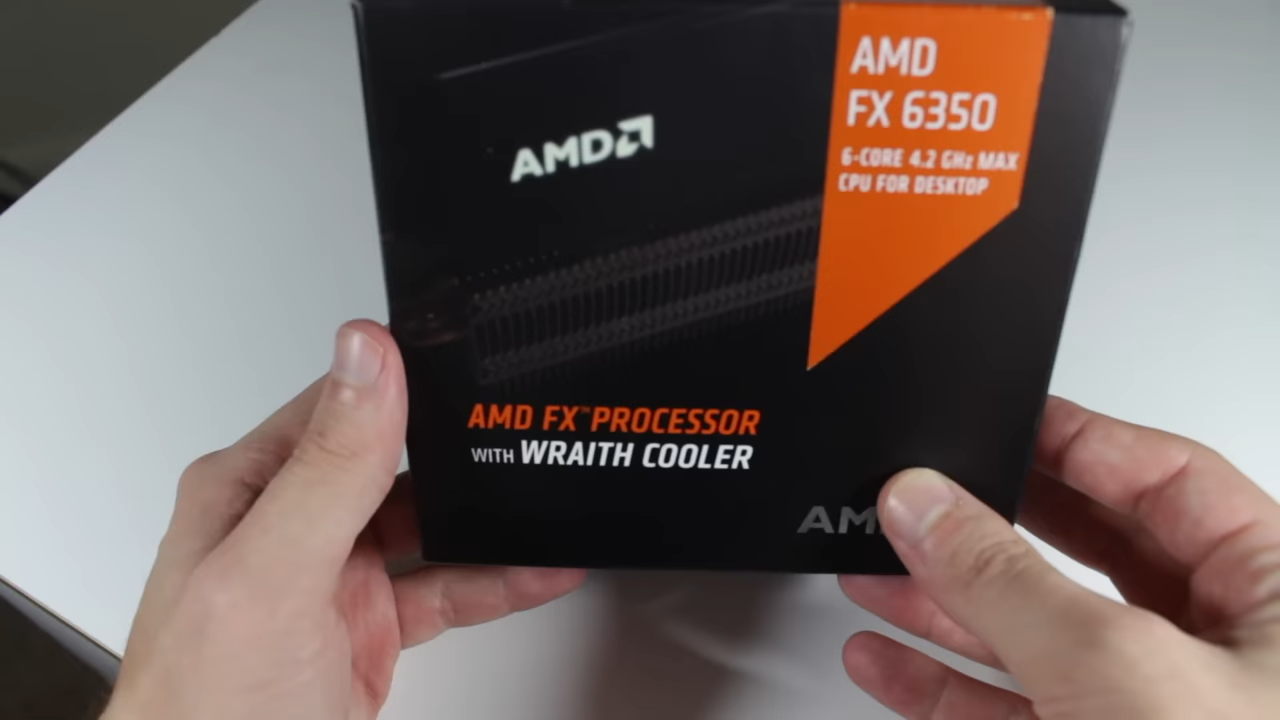 AMD
FX 6350
6-CORE 4.2 GHz MAX
CPU FOR DESKTOP
AMD
AMD FX™ PROCESSOR
WITH WRAITH COOLER
AM